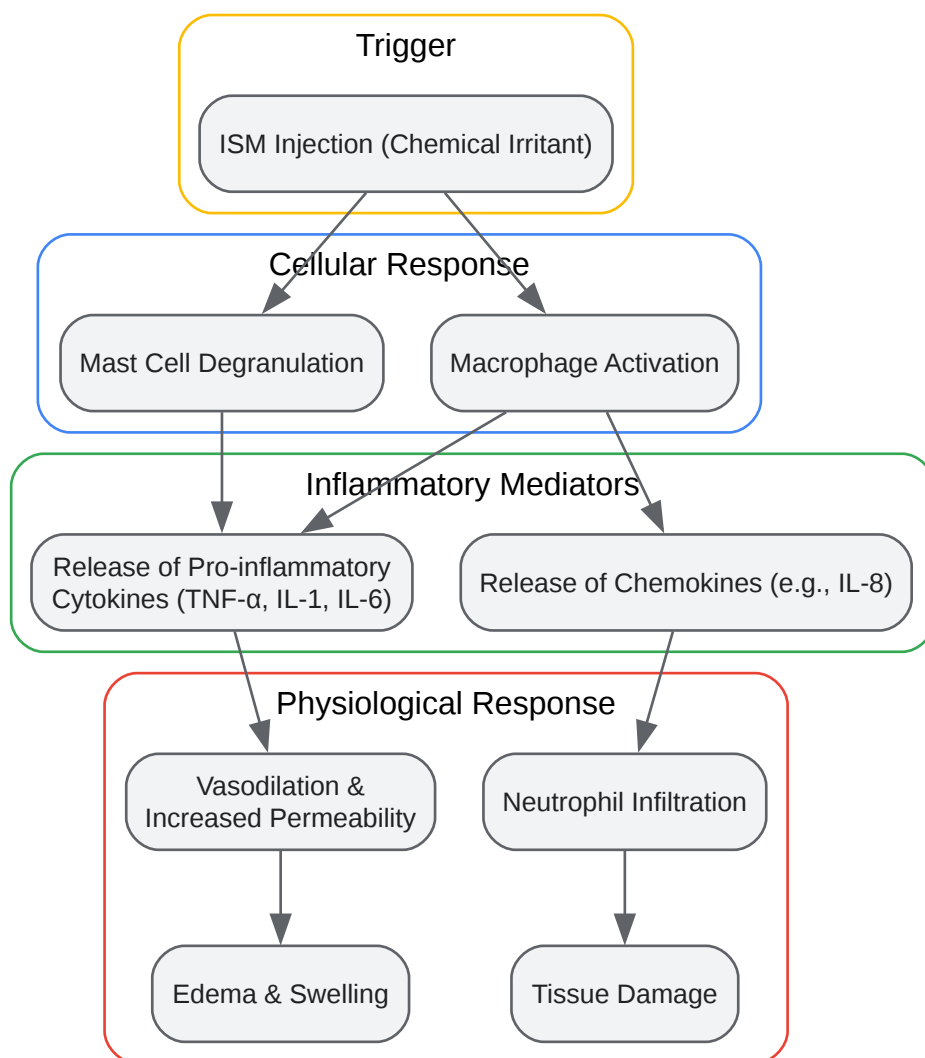 Trigger
ISM Injection (Chemical Irritant)
Cellular Response
Mast Cell Degranulation
Macrophage Activation
Inflammatory Mediators
Release of Pro-inflammatory
Cytokines (TNF-α, IL-1, IL-6)
Release of Chemokines (e.g., IL-8)
Physiological Response
Vasodilation &
Increased Permeability
Neutrophil Infiltration
Edema & Swelling
Tissue Damage